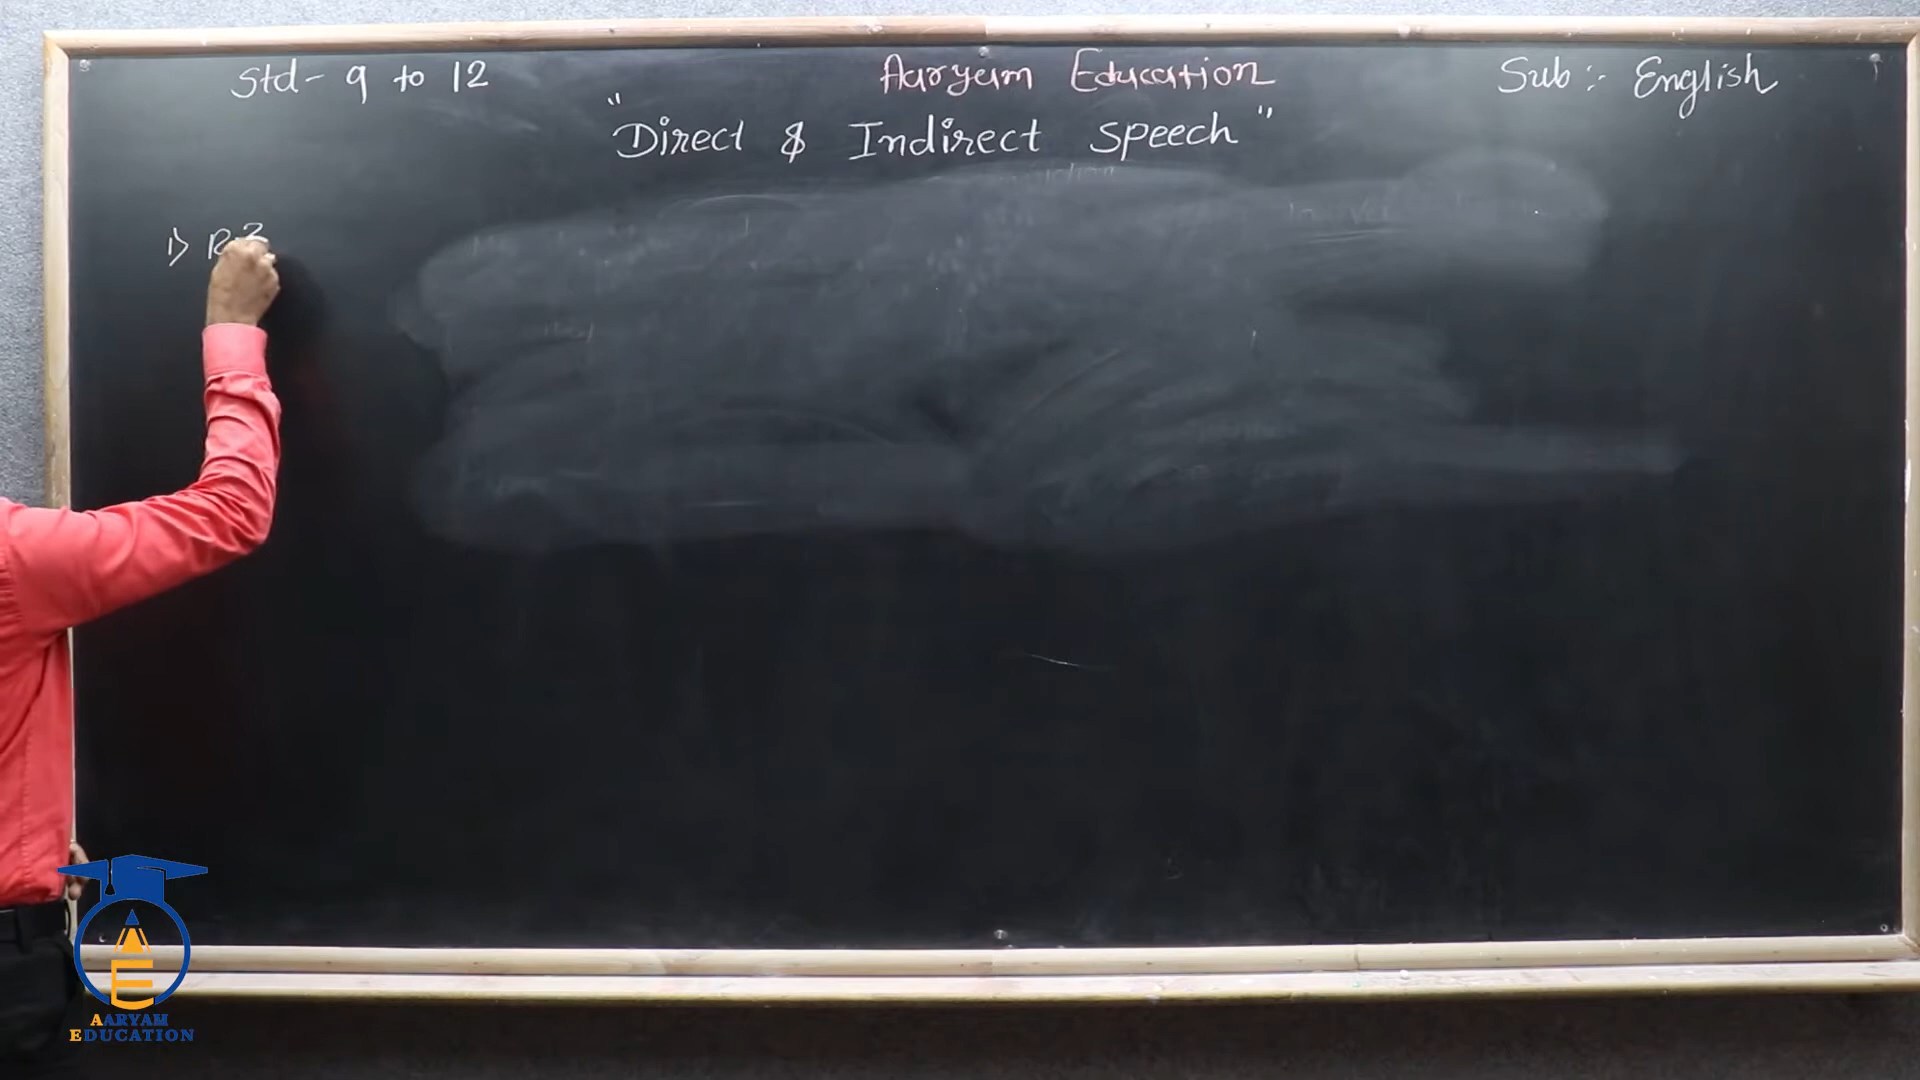 Std- 9 to 12 Aaryam Education Sub :- English
"Direct & Indirect Speech"
1)
AARYAM
EDUCATION